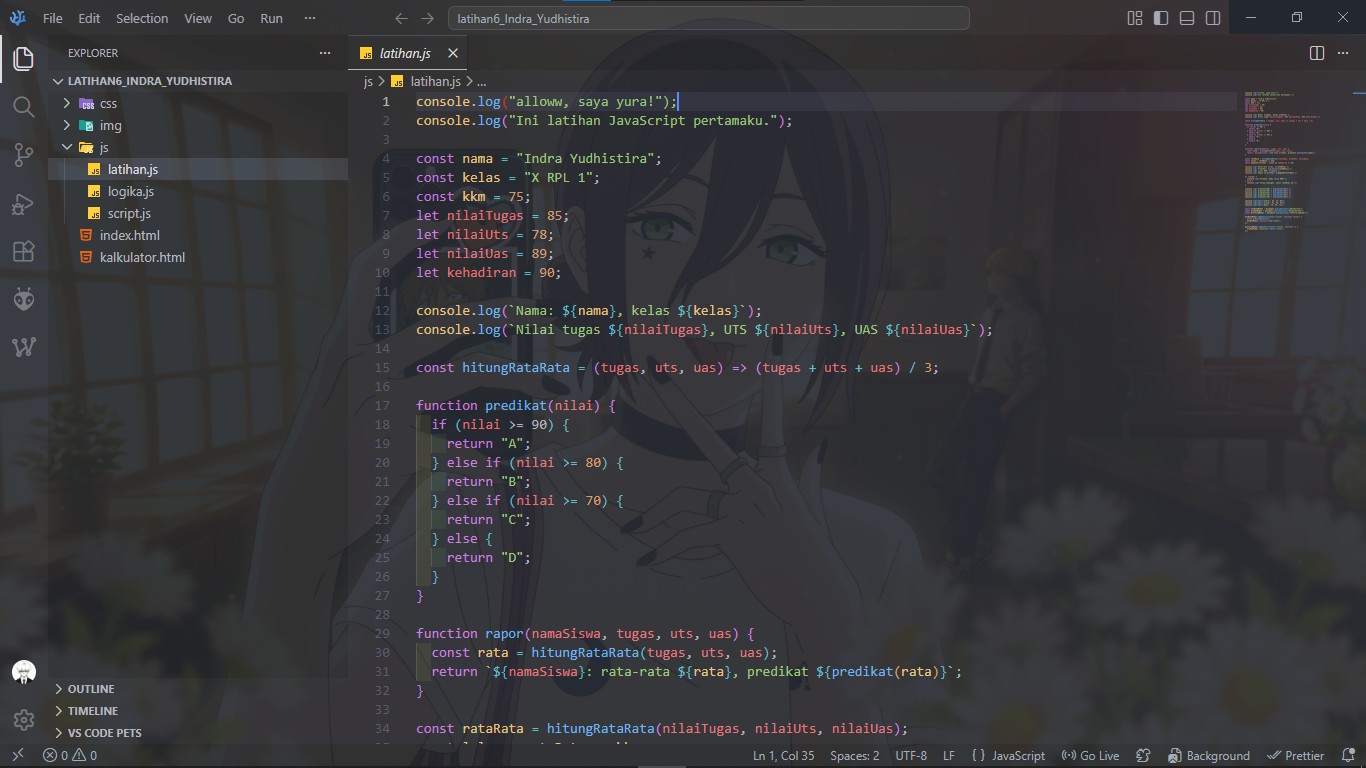 File Edit Selection View Go Run ··· latihan6_Indra_Yudhistira
EXPLORER ···
LATIHAN6_INDRA_YUDHISTIRA
css
img
js
latihan.js
logika.js
script.js
index.html
kalkulator.html
OUTLINE
TIMELINE
VS CODE PETS
latihan.js
js > latihan.js > ...
1 console.log("alloww, saya yura!");
2 console.log("Ini latihan JavaScript pertamaku.");
3
4 const nama = "Indra Yudhistira";
5 const kelas = "X RPL 1";
6 const kkm = 75;
7 let nilaiTugas = 85;
8 let nilaiUts = 78;
9 let nilaiUas = 89;
10 let kehadiran = 90;
11
12 console.log(`Nama: ${nama}, kelas ${kelas}`);
13 console.log(`Nilai tugas ${nilaiTugas}, UTS ${nilaiUts}, UAS ${nilaiUas}`);
14
15 const hitungRataRata = (tugas, uts, uas) => (tugas + uts + uas) / 3;
16
17 function predikat(nilai) {
18 if (nilai >= 90) {
19 return "A";
20 } else if (nilai >= 80) {
21 return "B";
22 } else if (nilai >= 70) {
23 return "C";
24 } else {
25 return "D";
26 }
27 }
28
29 function rapor(namaSiswa, tugas, uts, uas) {
30 const rata = hitungRataRata(tugas, uts, uas);
31 return `${namaSiswa}: rata-rata ${rata}, predikat ${predikat(rata)}`;
32 }
33
34 const rataRata = hitungRataRata(nilaiTugas, nilaiUts, nilaiUas);
0 0 Ln 1, Col 35 Spaces: 2 UTF-8 LF { } JavaScript Go Live Background Prettier